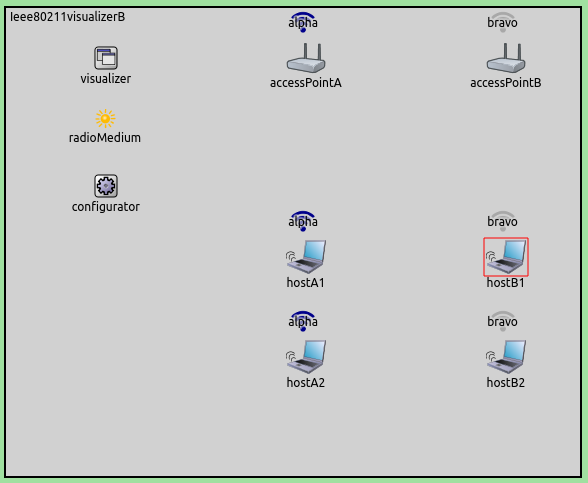 Ieee80211visualizerB
alpha
bravo
visualizer
accessPointA
accessPointB
radioMedium
configurator
alpha
bravo
hostA1
hostB1
alpha
bravo
hostA2
hostB2